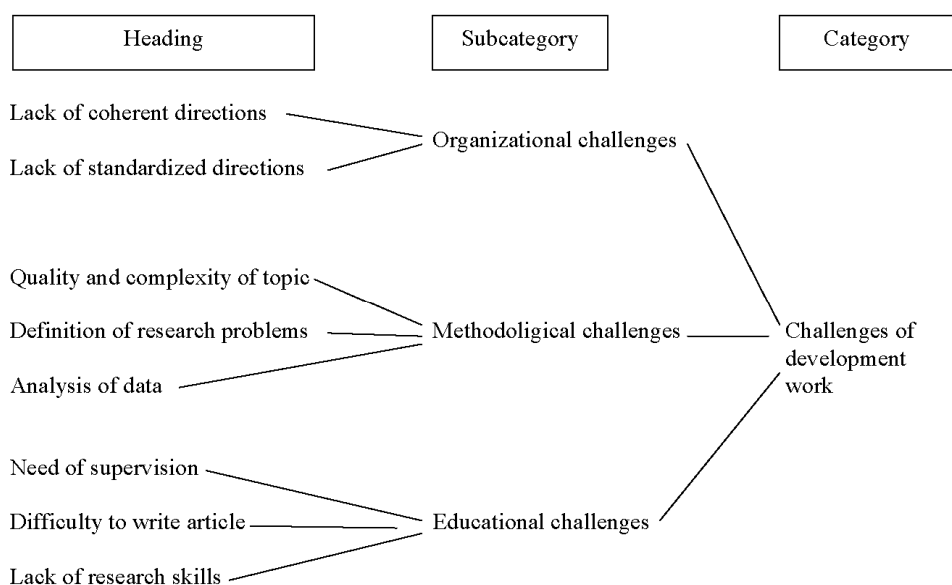 Heading
Subcategory
Category
Lack of coherent directions
Lack of standardized directions
Organizational challenges
Quality and complexity of topic
Definition of research problems
Analysis of data
Methodoligical challenges
Challenges of
development
work
Need of supervision
Difficulty to write article
Lack of research skills
Educational challenges